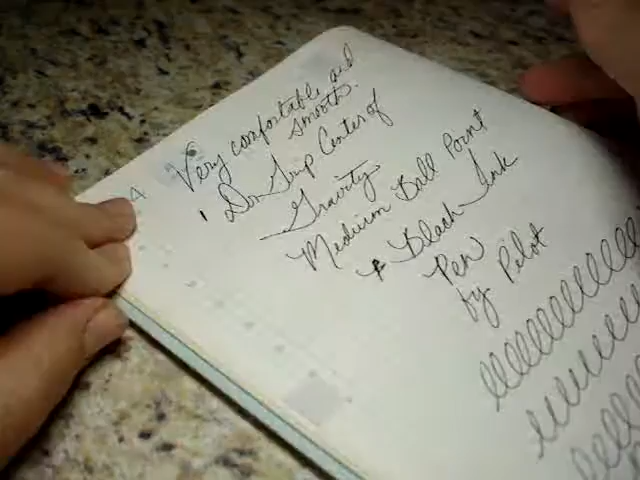 Very comfortable and
smooth.
Dr. Grip Center of
Gravity
Medium Ball Point
Black Ink
Pen
by Pilot